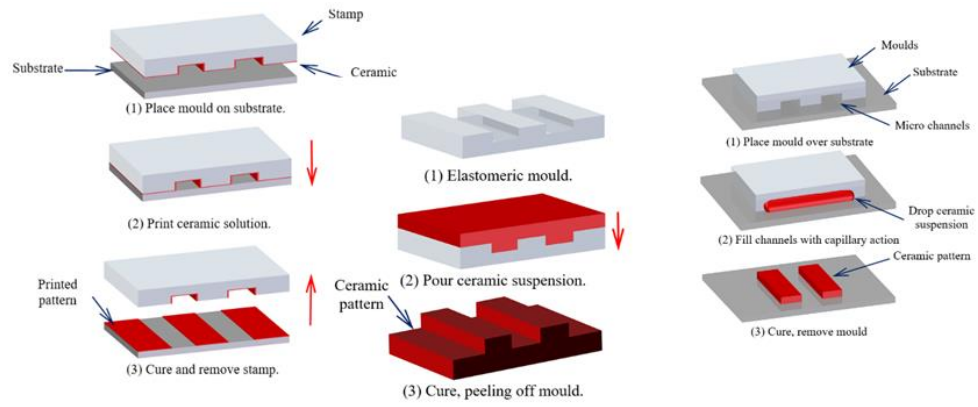 Stamp
Substrate
Ceramic
(1) Place mould on substrate.
(2) Print ceramic solution.
Printed
pattern
(3) Cure and remove stamp.
(1) Elastomeric mould.
(2) Pour ceramic suspension.
Ceramic
pattern
(3) Cure, peeling off mould.
Moulds
Substrate
Micro channels
(1) Place mould over substrate
Drop ceramic
suspension
(2) Fill channels with capillary action
Ceramic pattern
(3) Cure, remove mould